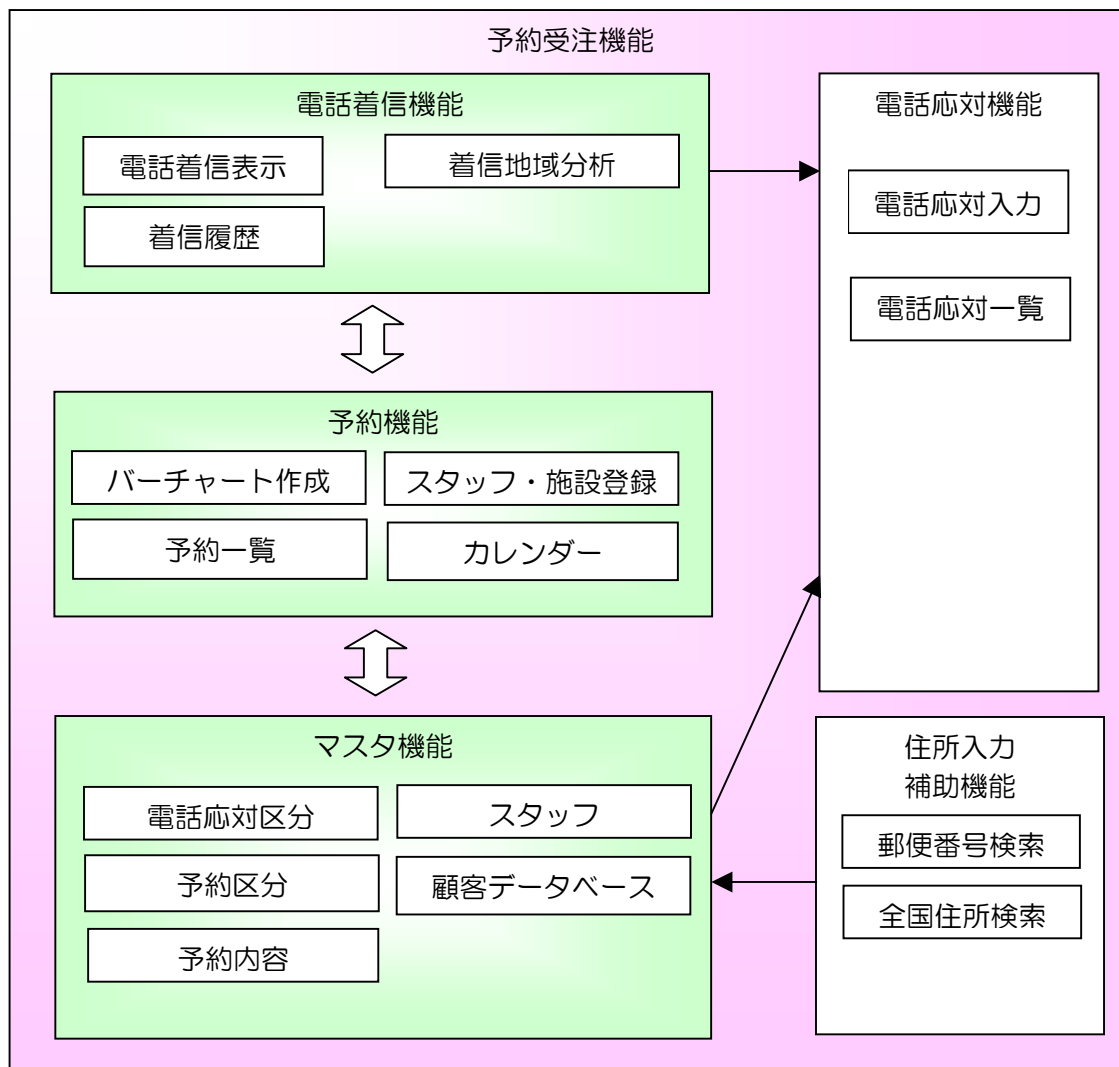 予約受注機能
電話着信機能
電話着信表示
着信地域分析
着信履歴
電話応対機能
電話応対入力
電話応対一覧
予約機能
バーチャート作成
スタッフ・施設登録
予約一覧
カレンダー
マスタ機能
電話応対区分
スタッフ
予約区分
顧客データベース
予約内容
住所入力
補助機能
郵便番号検索
全国住所検索